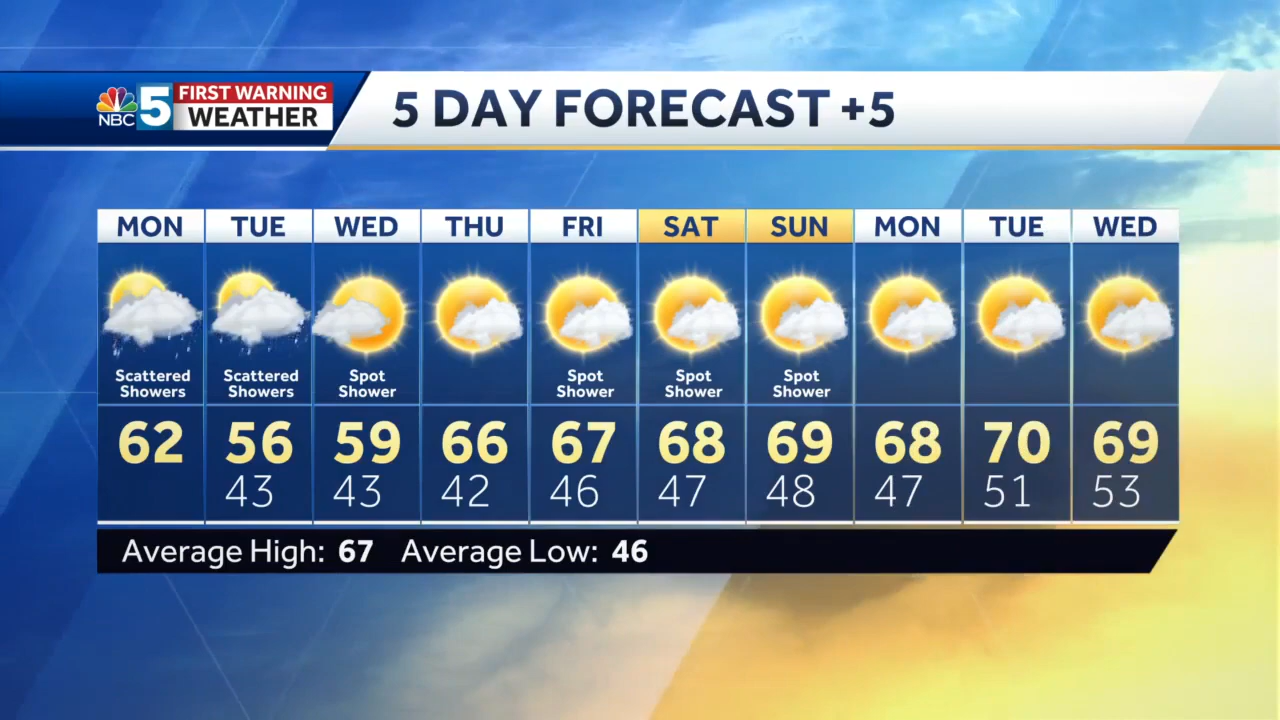 NBC 5 FIRST WARNING
WEATHER
5 DAY FORECAST +5
MON TUE WED THU FRI SAT SUN MON TUE WED
Scattered Scattered Spot Spot Spot Spot
Showers Showers Shower Shower Shower Shower
62 56 59 66 67 68 69 68 70 69
43 43 42 46 47 48 47 51 53
Average High: 67 Average Low: 46